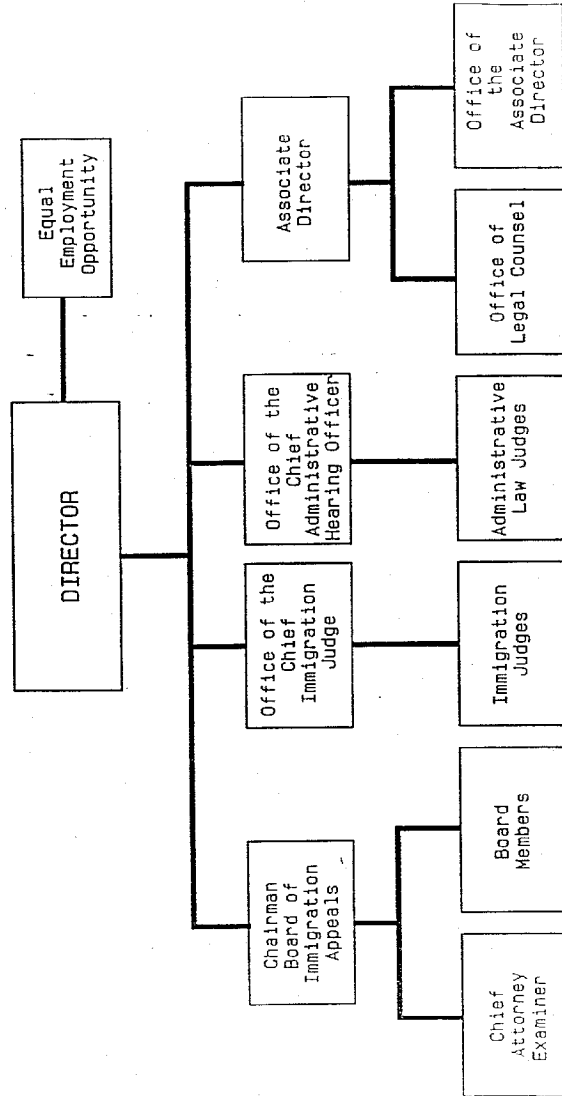 DIRECTOR
Equal
Employment
Opportunity
Chairman
Board of
Immigration
Appeals
Office of the
Chief
Immigration
Judge
Office of the
Chief
Administrative
Hearing Officer
Associate
Director
Chief
Attorney
Examiner
Board
Members
Immigration
Judges
Administrative
Law Judges
Office of
Legal Counsel
Office of
the
Associate
Director